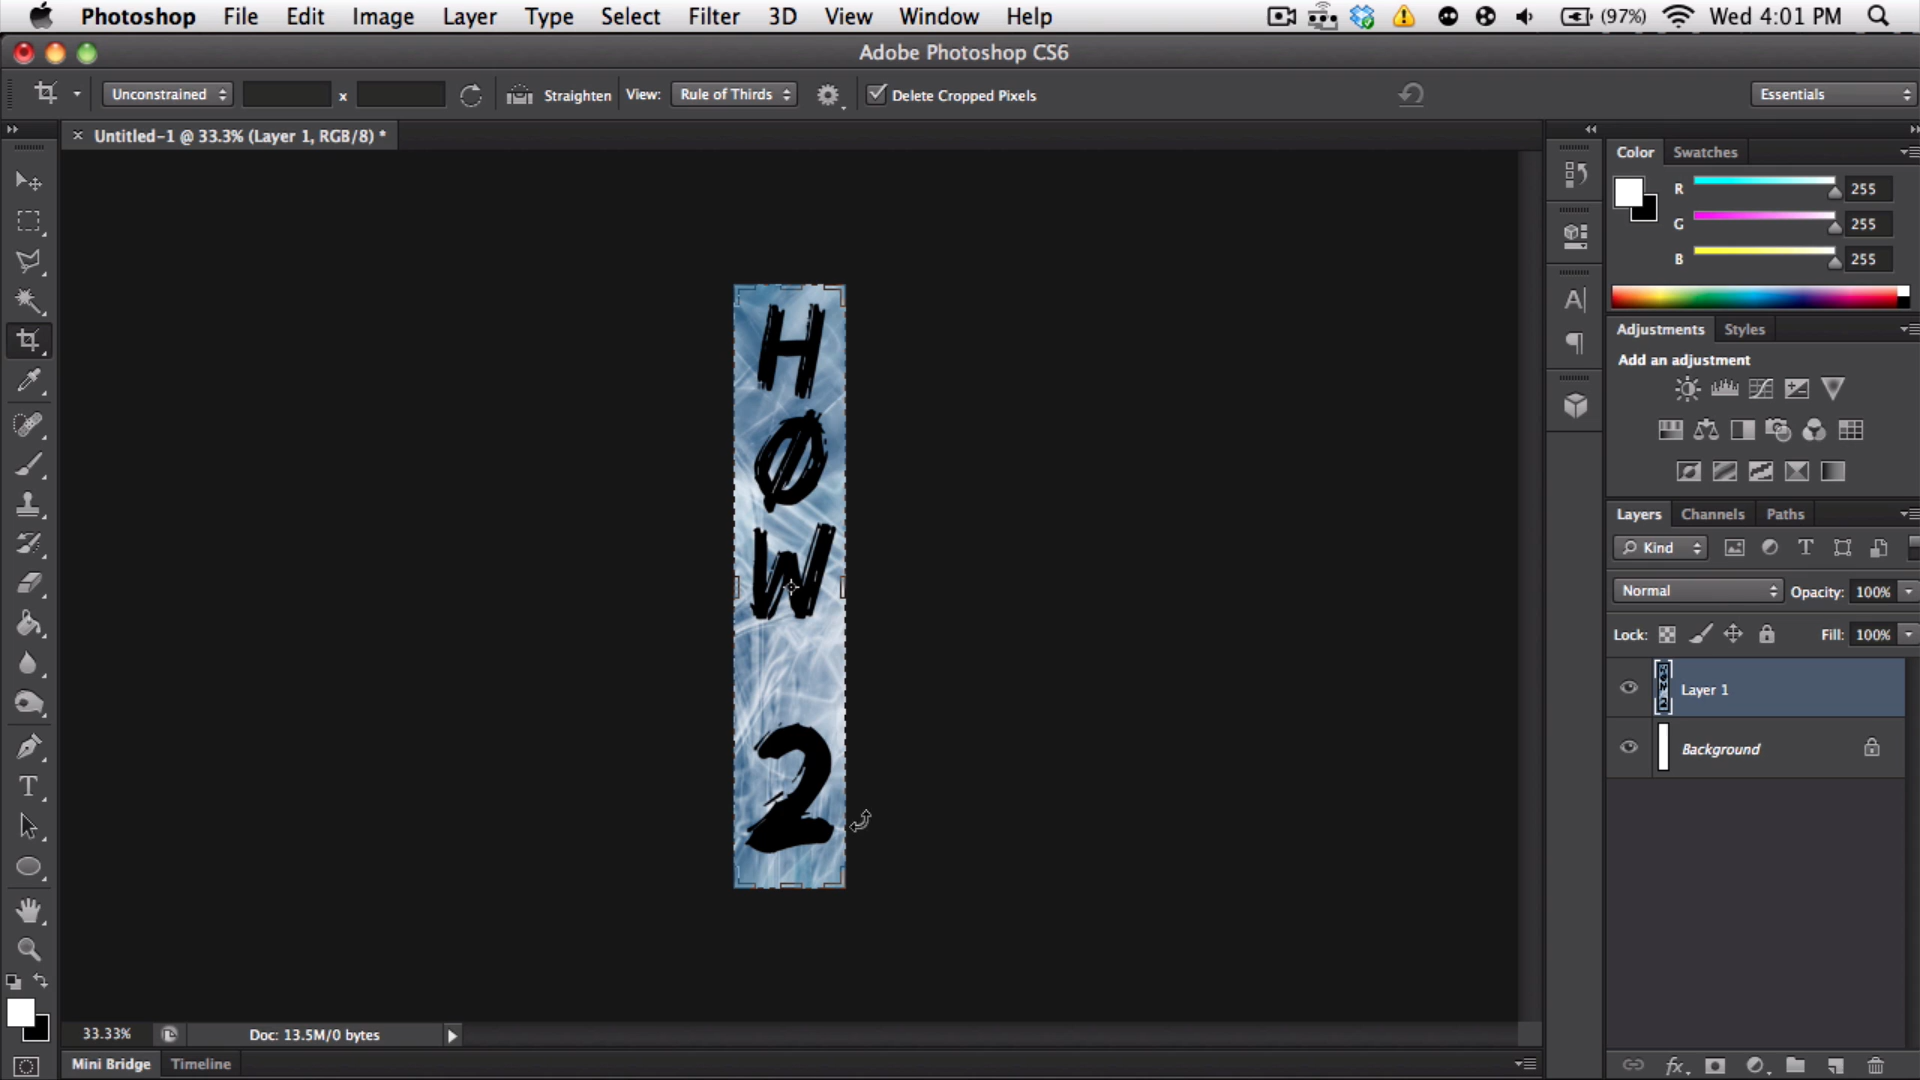 Photoshop File Edit Image Layer Type Select Filter 3D View Window Help (97%) Wed 4:01 PM
Adobe Photoshop CS6
Unconstrained x Straighten View: Rule of Thirds Delete Cropped Pixels Essentials
Untitled-1 @ 33.3% (Layer 1, RGB/8) *
Color Swatches
R 255
G 255
B 255
Adjustments Styles
Add an adjustment
Layers Channels Paths
Kind
Normal Opacity: 100%
Lock: Fill: 100%
Layer 1
Background
H
Ø
W
2
33.33% Doc: 13.5M/0 bytes
Mini Bridge Timeline